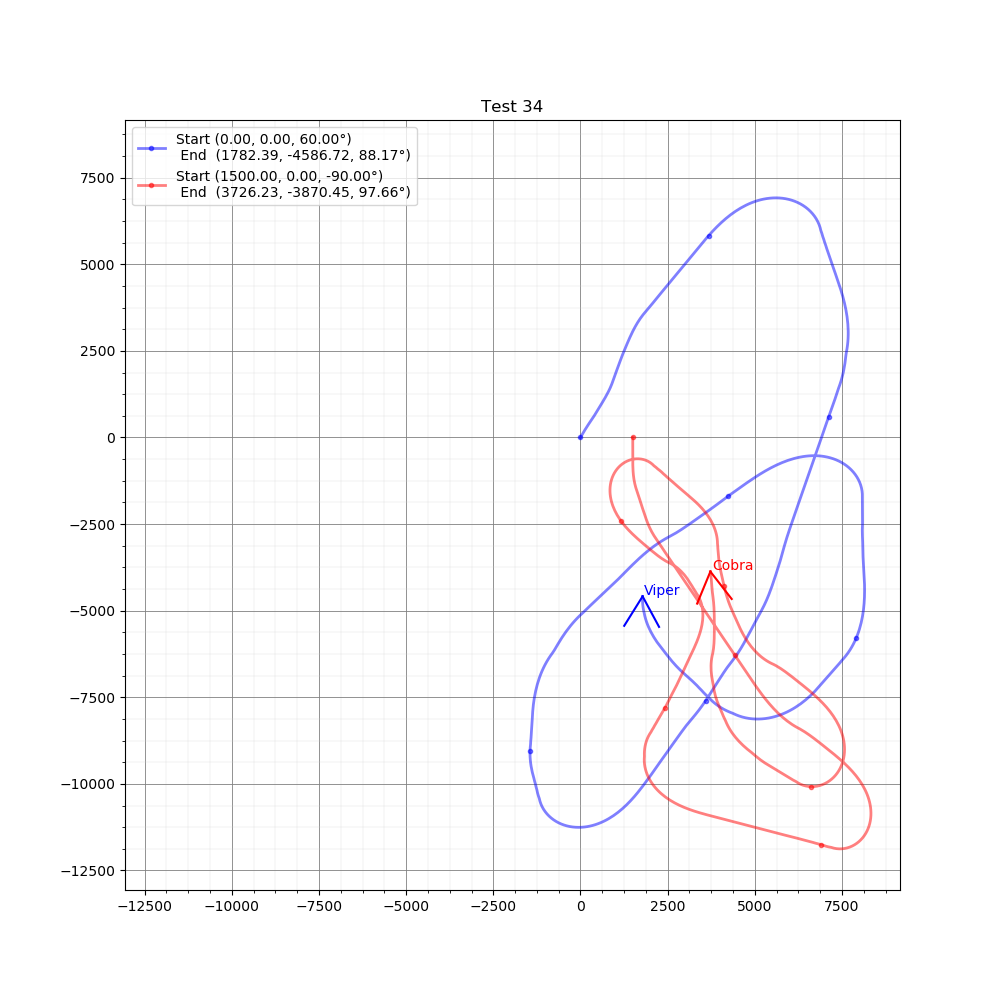 Test 34
Start (0.00, 0.00, 60.00°)
End (1782.39, -4586.72, 88.17°)
Start (1500.00, 0.00, -90.00°)
End (3726.23, -3870.45, 97.66°)
7500
5000
2500
0
−2500
−5000
−7500
−10000
−12500
Cobra
Viper
−12500 −10000 −7500 −5000 −2500 0 2500 5000 7500